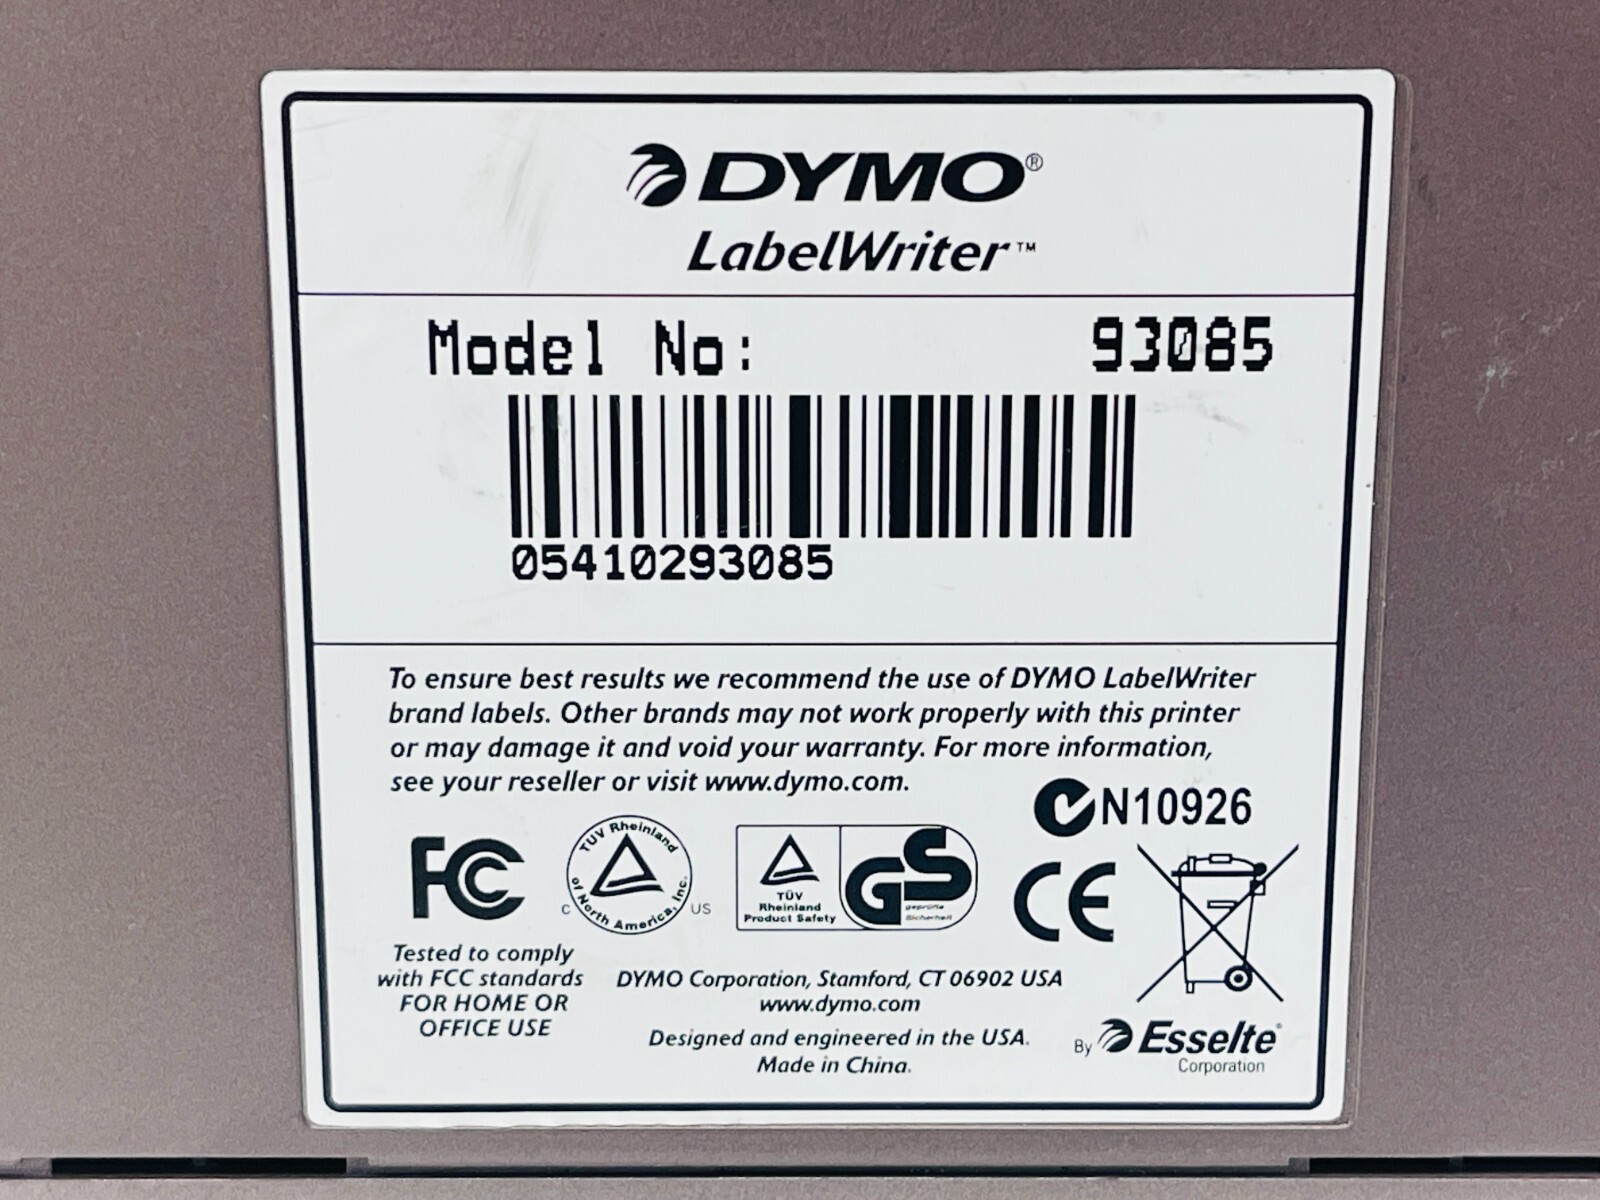 DYMO®
LabelWriter™
Model No: 93085
05410293085
To ensure best results we recommend the use of DYMO LabelWriter
brand labels. Other brands may not work properly with this printer
or may damage it and void your warranty. For more information,
see your reseller or visit www.dymo.com.
N10926
FC
TÜV Rheinland
of North America, Inc.
C US
TÜV
Rheinland
Product Safety
GS
geprüfte
Sicherheit
CE
Tested to comply
with FCC standards
FOR HOME OR
OFFICE USE
DYMO Corporation, Stamford, CT 06902 USA
www.dymo.com
Designed and engineered in the USA.
Made in China.
By Esselte
Corporation